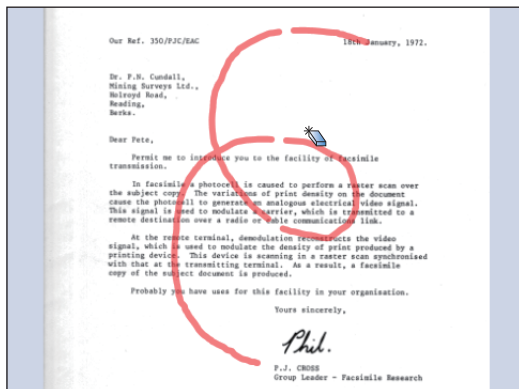 Our Ref. 350/PJC/EAC 18th January, 1972.
Dr. P.N. Cundall,
Mining Surveys Ltd.,
Holroyd Road,
Reading,
Berks.
Dear Pete,
Permit me to introduce you to the facility of facsimile
transmission.
In facsimile a photocell is caused to perform a raster scan over
the subject copy. The variations of print density on the document
cause the photocell to generate an analogous electrical video signal.
This signal is used to modulate a carrier, which is transmitted to a
remote destination over a radio or cable communications link.
At the remote terminal, demodulation reconstructs the video
signal, which is used to modulate the density of print produced by a
printing device. This device is scanning in a raster scan synchronised
with that at the transmitting terminal. As a result, a facsimile
copy of the subject document is produced.
Probably you have uses for this facility in your organisation.
Yours sincerely,
Phil.
P.J. CROSS
Group Leader - Facsimile Research